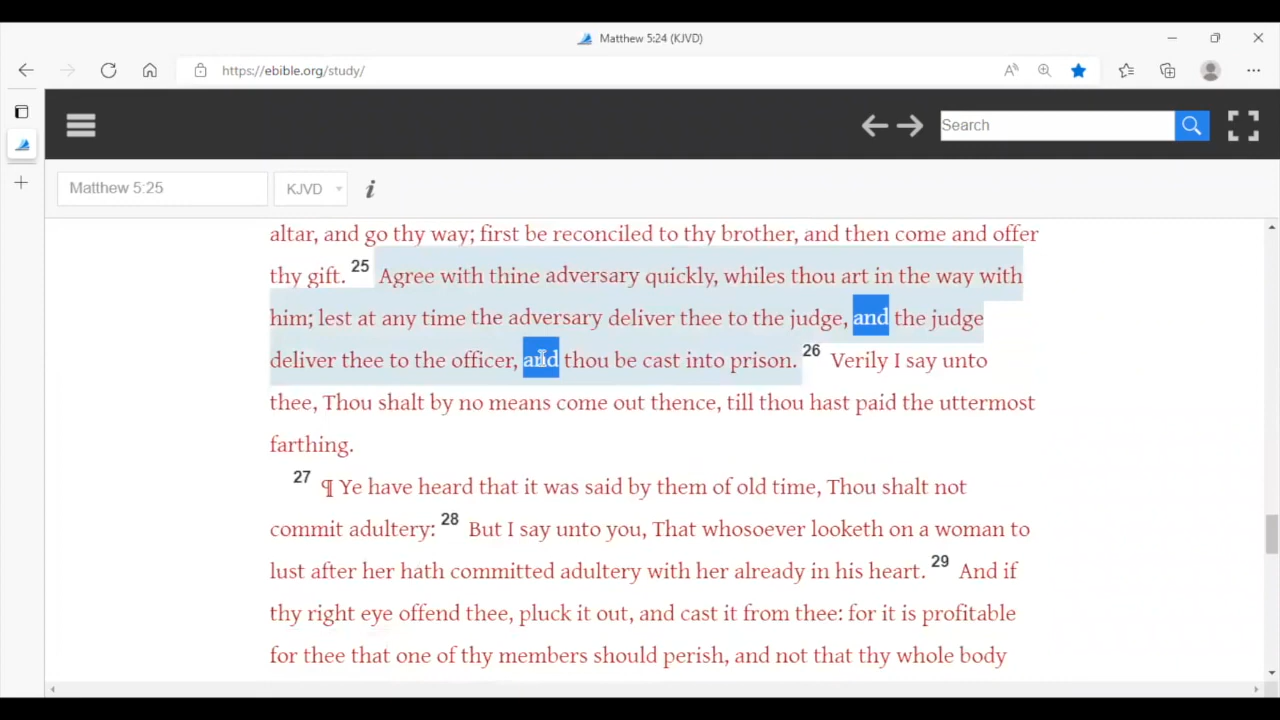 Matthew 5:24 (KJVD)
https://ebible.org/study/
Search
Matthew 5:25
KJVD
i
altar, and go thy way; first be reconciled to thy brother, and then come and offer
thy gift. 25 Agree with thine adversary quickly, whiles thou art in the way with
him; lest at any time the adversary deliver thee to the judge, and the judge
deliver thee to the officer, and thou be cast into prison. 26 Verily I say unto
thee, Thou shalt by no means come out thence, till thou hast paid the uttermost
farthing.
27 ¶ Ye have heard that it was said by them of old time, Thou shalt not
commit adultery: 28 But I say unto you, That whosoever looketh on a woman to
lust after her hath committed adultery with her already in his heart. 29 And if
thy right eye offend thee, pluck it out, and cast it from thee: for it is profitable
for thee that one of thy members should perish, and not that thy whole body